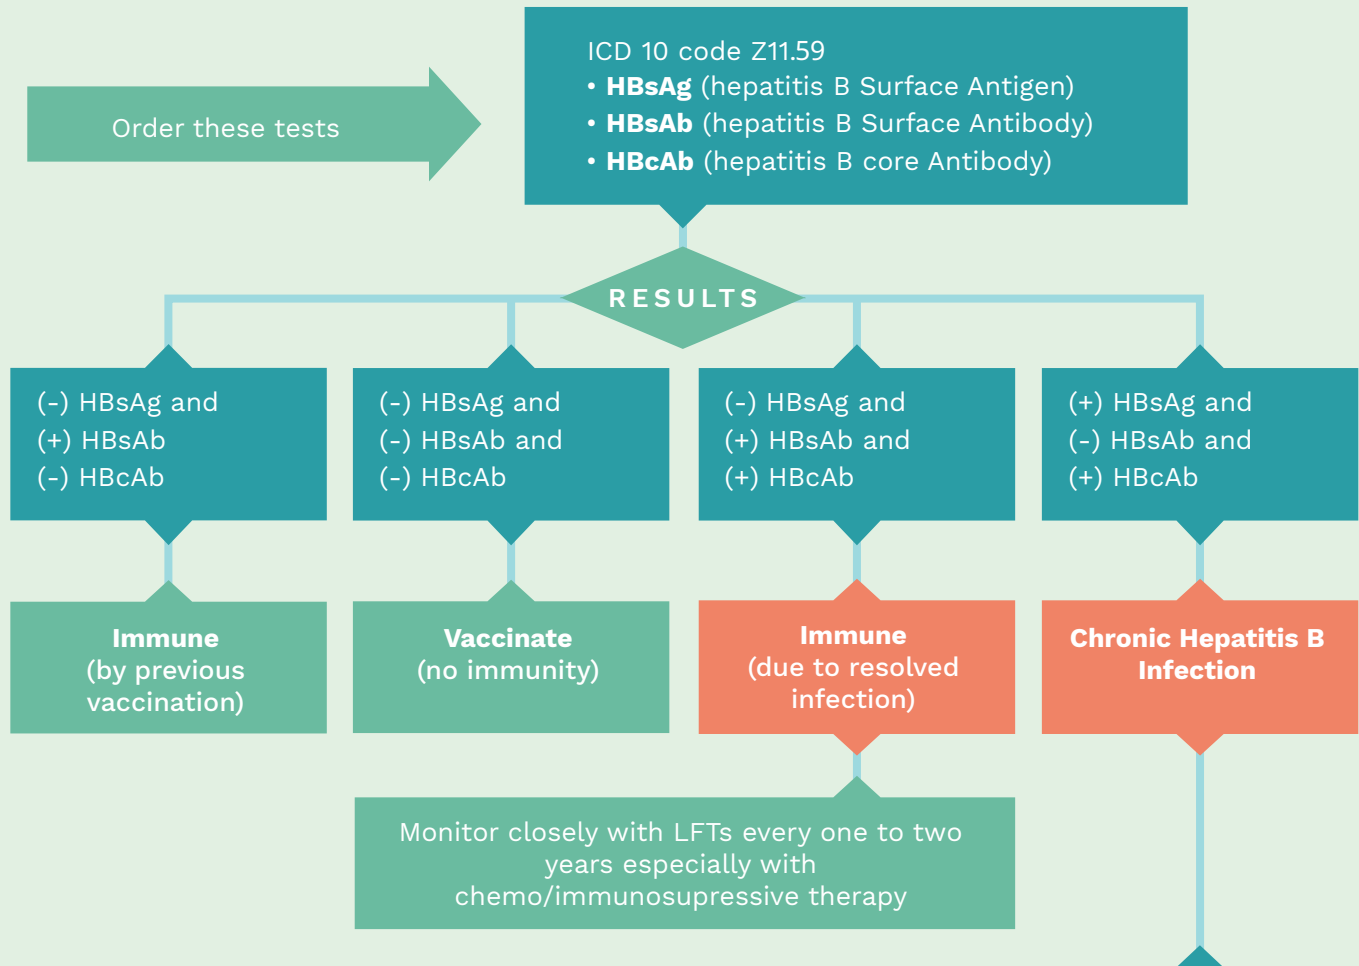 Order these tests
ICD 10 code Z11.59
• HBsAg (hepatitis B Surface Antigen)
• HBsAb (hepatitis B Surface Antibody)
• HBcAb (hepatitis B core Antibody)
RESULTS
(-) HBsAg and
(+) HBsAb
(-) HBcAb
(-) HBsAg and
(-) HBsAb and
(-) HBcAb
(-) HBsAg and
(+) HBsAb and
(+) HBcAb
(+) HBsAg and
(-) HBsAb and
(+) HBcAb
Immune
(by previous
vaccination)
Vaccinate
(no immunity)
Immune
(due to resolved
infection)
Chronic Hepatitis B
Infection
Monitor closely with LFTs every one to two
years especially with
chemo/immunosupressive therapy